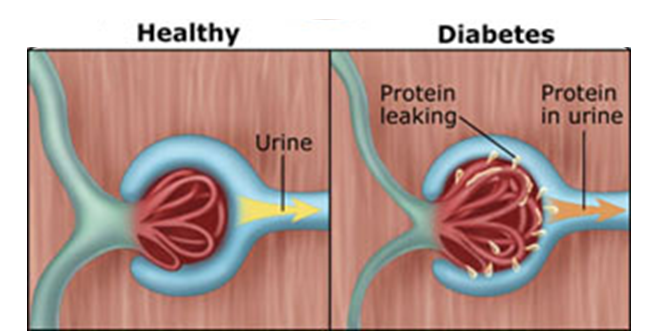 Healthy
Diabetes
Urine
Protein
leaking
Protein
in urine